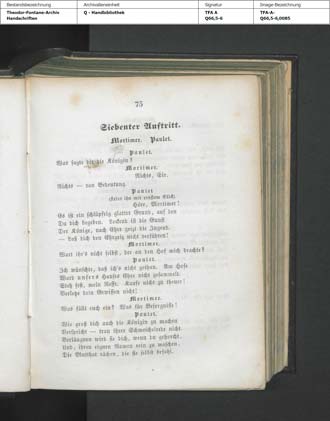 Bestandsbezeichnung
Theodor-Fontane-Archiv
Handschriften
Archivalieneinheit
Q - Handbibliothek
Signatur
TFA A
Q66,5-6
Image-Bezeichnung
TFA-A-
Q66,5-6,0085
75
Siebenter Auftritt.
Mortimer. Paulet.
Paulet.
Was sagte dir die Königin?
Mortimer.
Nichts, Sir.
Nichts — von Bedeutung.
Paulet
(fixirt ihn mit ernstem Blick).
Höre, Mortimer!
Es ist ein schlüpfrig glatter Grund, auf den
Du dich begeben. Lockend ist die Gunst
Der Könige, nach Ehre geizt die Jugend.
— Laß dich den Ehrgeiz nicht verführen!
Mortimer.
Wart ihr's nicht selbst, der an den Hof mich brachte?
Paulet.
Ich wünschte, daß ich's nicht gethan. Am Hofe
Ward unsers Hauses Ehre nicht gesammelt.
Steh fest, mein Neffe. Kaufe nicht zu theuer!
Verletze dein Gewissen nicht!
Mortimer.
Was fällt euch ein? Was für Besorgnisse!
Paulet.
Wie groß dich auch die Königin zu machen
Verspricht — trau ihrer Schmeichelrede nicht.
Verläugnen wird sie dich, wenn du gehorcht,
Und, ihren eignen Namen rein zu waschen,
Die Blutthat rächen, die sie selbst befahl.